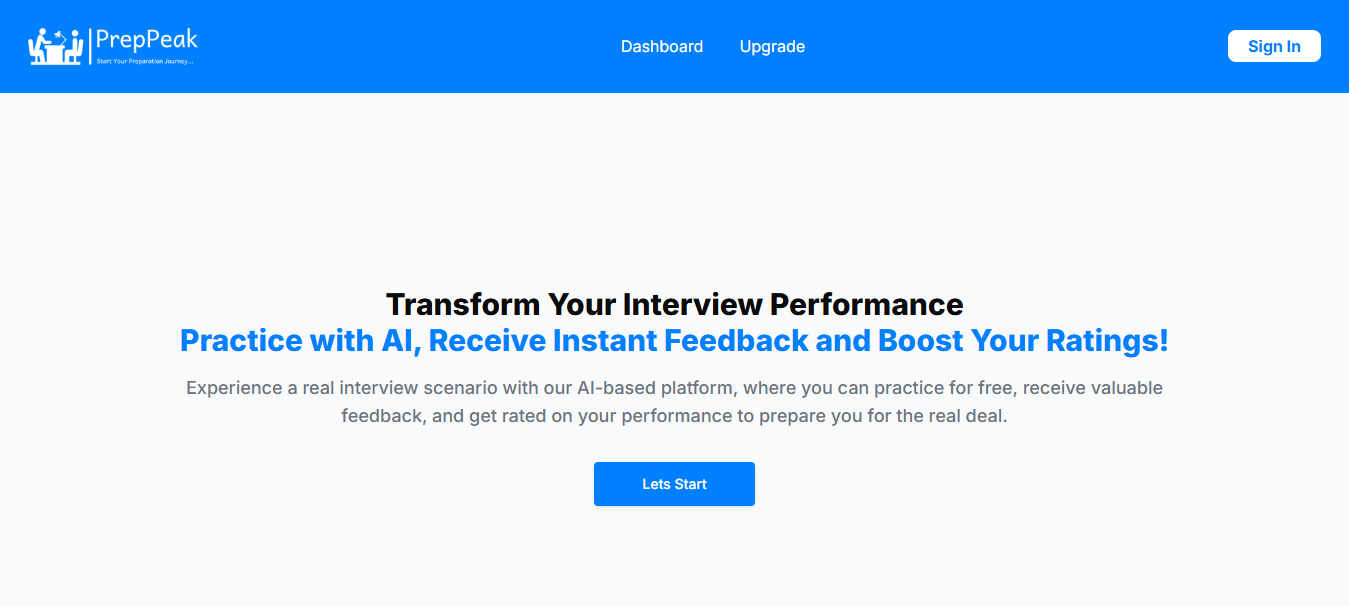 PrepPeak
Start Your Preparation Journey...
Dashboard
Upgrade
Sign In
Transform Your Interview Performance
Practice with AI, Receive Instant Feedback and Boost Your Ratings!
Experience a real interview scenario with our AI-based platform, where you can practice for free, receive valuable
feedback, and get rated on your performance to prepare you for the real deal.
Lets Start